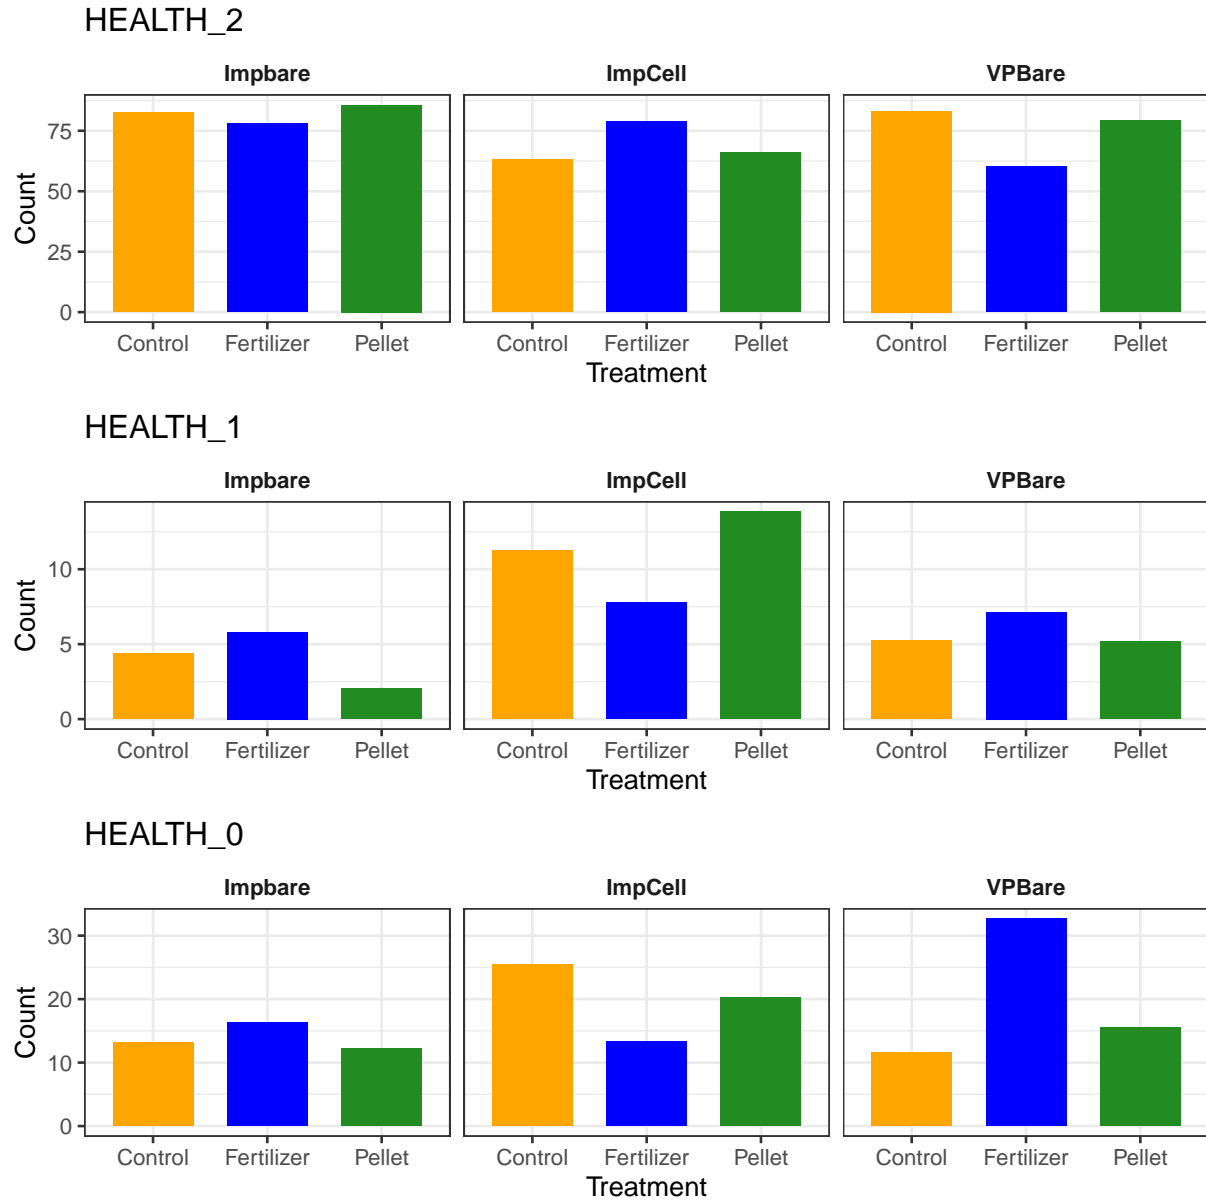 HEALTH_2
Impbare ImpCell VPBare
75
50
25
0
Count
Control Fertilizer Pellet Control Fertilizer Pellet Control Fertilizer Pellet
Treatment
HEALTH_1
Impbare ImpCell VPBare
10
5
0
Count
Control Fertilizer Pellet Control Fertilizer Pellet Control Fertilizer Pellet
Treatment
HEALTH_0
Impbare ImpCell VPBare
30
20
10
0
Count
Control Fertilizer Pellet Control Fertilizer Pellet Control Fertilizer Pellet
Treatment